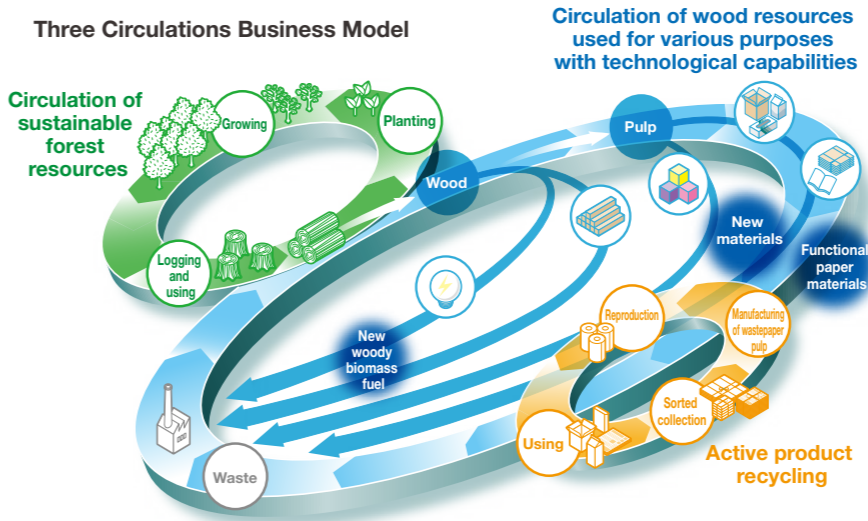 Three Circulations Business Model
Circulation of wood resources
used for various purposes
with technological capabilities
Circulation of
sustainable
forest
resources
Growing
Planting
Logging
and
using
Wood
Pulp
New
materials
Functional
paper
materials
New
woody
biomass
fuel
Reproduction
Manufacturing
of wastepaper
pulp
Sorted
collection
Using
Waste
Active product
recycling